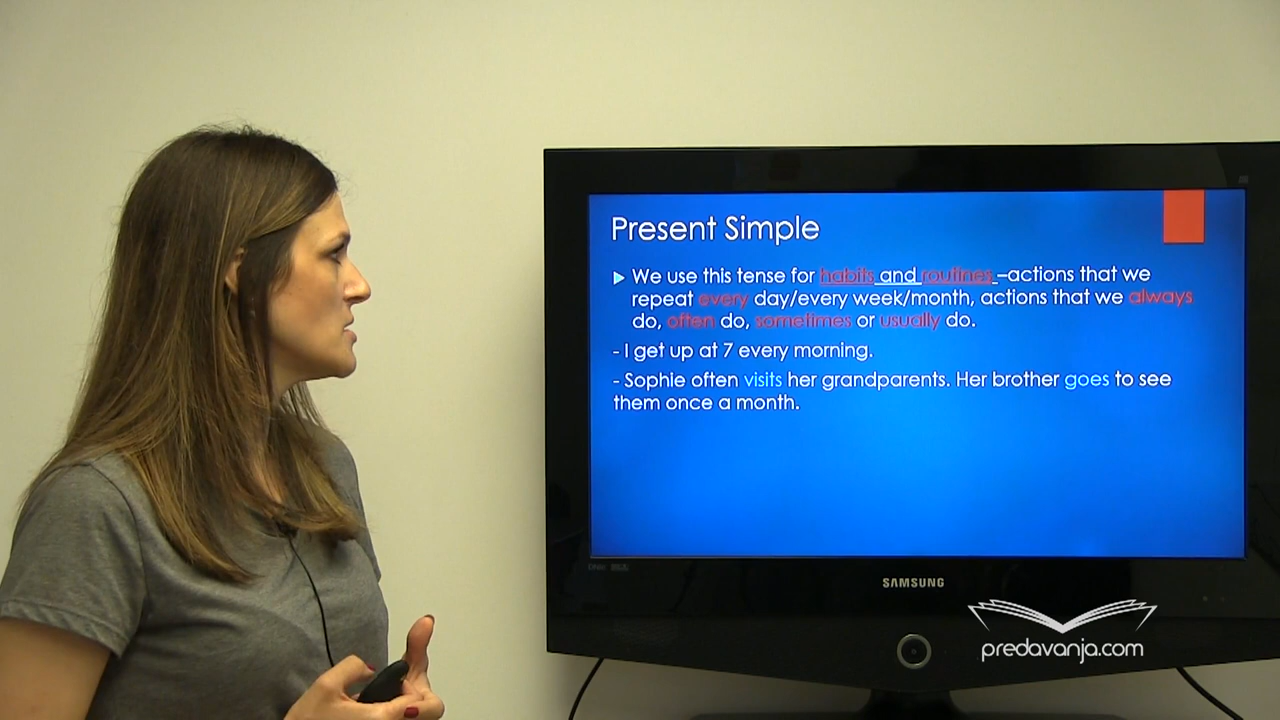 Present Simple
We use this tense for habits and routines –actions that we
repeat every day/every week/month, actions that we always
do, often do, sometimes or usually do.
- I get up at 7 every morning.
- Sophie often visits her grandparents. Her brother goes to see
them once a month.
SAMSUNG
predavanja.com